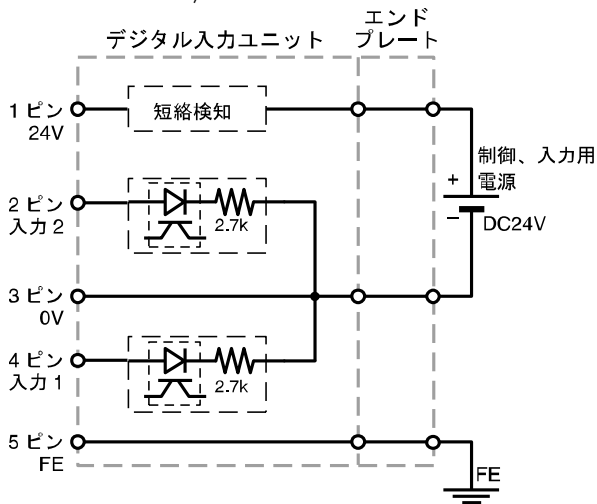 エンド
プレート
デジタル入力ユニット
1 ピン
24V
短絡検知
制御、入力用
電源
+
−
DC24V
2 ピン
入力 2
2.7k
3 ピン
0V
4 ピン
入力 1
2.7k
5 ピン
FE
FE